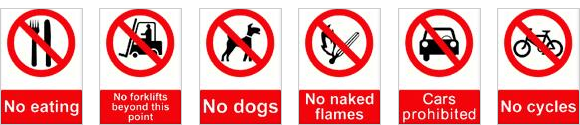 No eating
No forklifts
beyond this
point
No dogs
No naked
flames
Cars
prohibited
No cycles